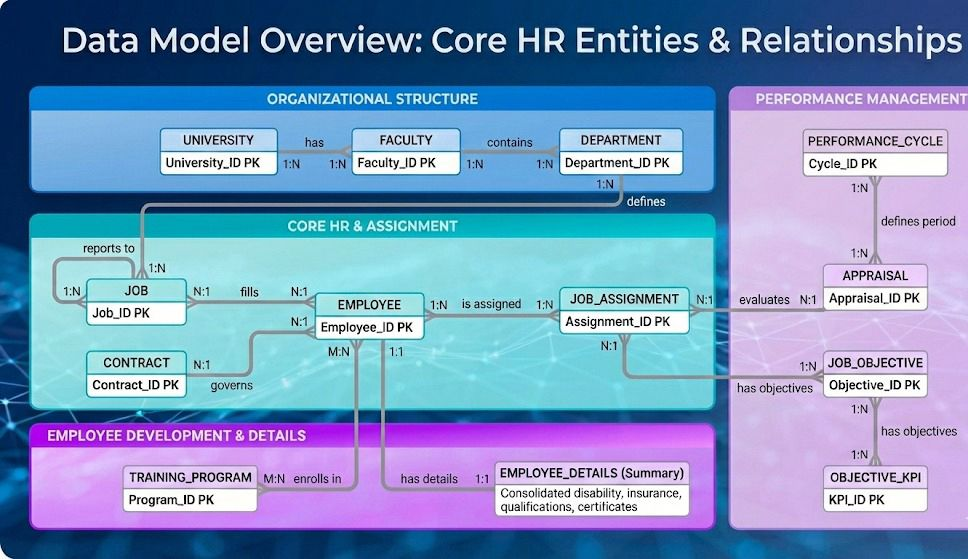 Data Model Overview: Core HR Entities & Relationships
ORGANIZATIONAL STRUCTURE
UNIVERSITY
University_ID PK
has
1:N
1:N
FACULTY
Faculty_ID PK
contains
1:N
1:N
DEPARTMENT
Department_ID PK
1:N
defines
CORE HR & ASSIGNMENT
reports to
1:N
1:N
JOB
Job_ID PK
N:1
fills
N:1
EMPLOYEE
Employee_ID PK
N:1
M:N
1:1
CONTRACT
Contract_ID PK
N:1
governs
1:N
is assigned
1:N
JOB_ASSIGNMENT
Assignment_ID PK
N:1
N:1
EMPLOYEE DEVELOPMENT & DETAILS
TRAINING_PROGRAM
Program_ID PK
M:N
enrolls in
has details
1:1
EMPLOYEE_DETAILS (Summary)
Consolidated disability, insurance,
qualifications, certificates
PERFORMANCE MANAGEMENT
PERFORMANCE_CYCLE
Cycle_ID PK
1:N
defines period
1:N
APPRAISAL
Appraisal_ID PK
evaluates
N:1
JOB_OBJECTIVE
Objective_ID PK
1:N
has objectives
1:N
has objectives
1:N
OBJECTIVE_KPI
KPI_ID PK